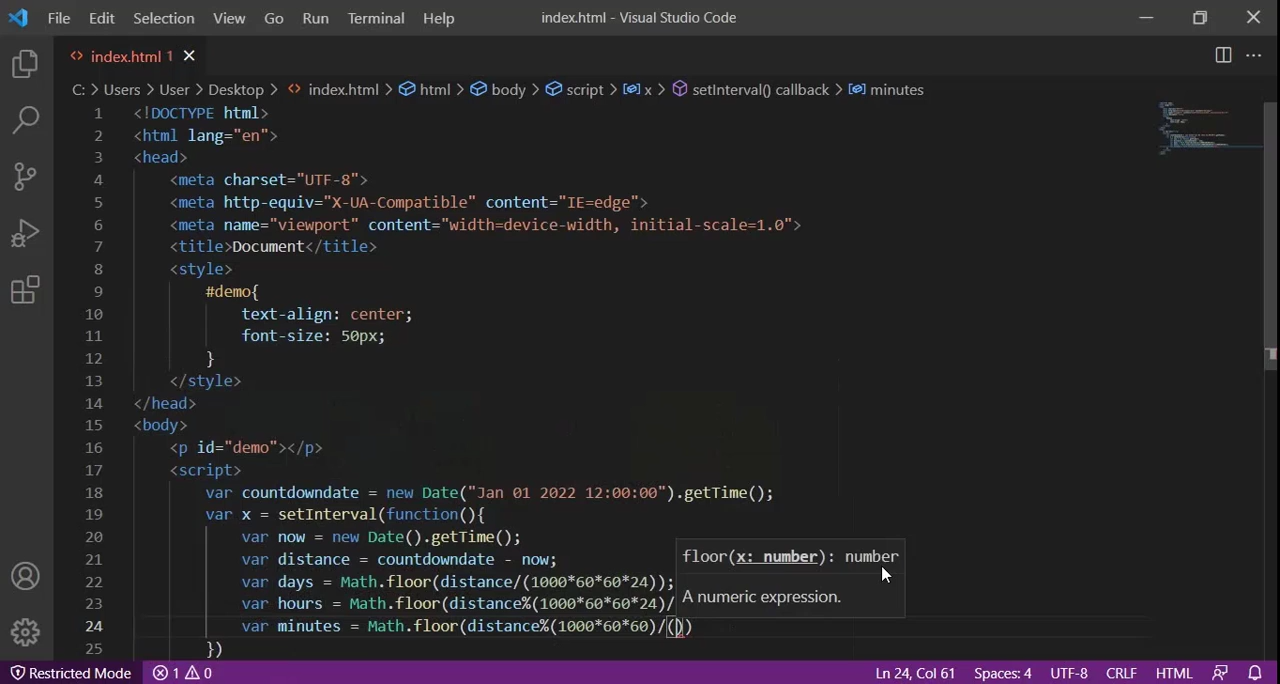 File Edit Selection View Go Run Terminal Help index.html - Visual Studio Code
index.html 1
C: > Users > User > Desktop > index.html > html > body > script > x > setInterval() callback > minutes
1 <!DOCTYPE html>
2 <html lang="en">
3 <head>
4 <meta charset="UTF-8">
5 <meta http-equiv="X-UA-Compatible" content="IE=edge">
6 <meta name="viewport" content="width=device-width, initial-scale=1.0">
7 <title>Document</title>
8 <style>
9 #demo{
10 text-align: center;
11 font-size: 50px;
12 }
13 </style>
14 </head>
15 <body>
16 <p id="demo"></p>
17 <script>
18 var countdowndate = new Date("Jan 01 2022 12:00:00").getTime();
19 var x = setInterval(function(){
20 var now = new Date().getTime();
21 var distance = countdowndate - now;
floor(x: number): number
22 var days = Math.floor(distance/(1000*60*60*24));
A numeric expression.
23 var hours = Math.floor(distance%(1000*60*60*24)/
24 var minutes = Math.floor(distance%(1000*60*60)/())
25 })
Restricted Mode 1 0 Ln 24, Col 61 Spaces: 4 UTF-8 CRLF HTML